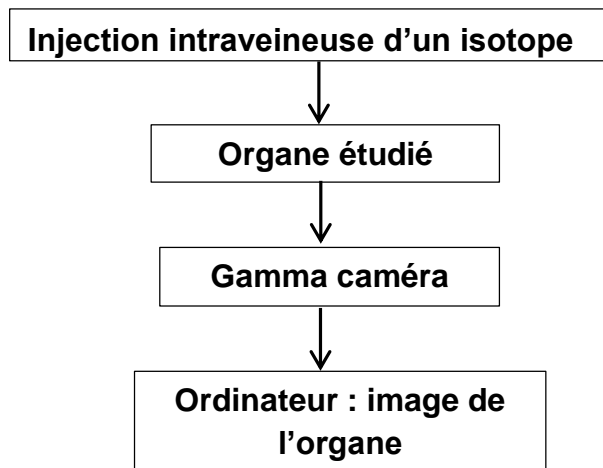 Injection intraveineuse d’un isotope
Organe étudié
Gamma caméra
Ordinateur : image de
l’organe